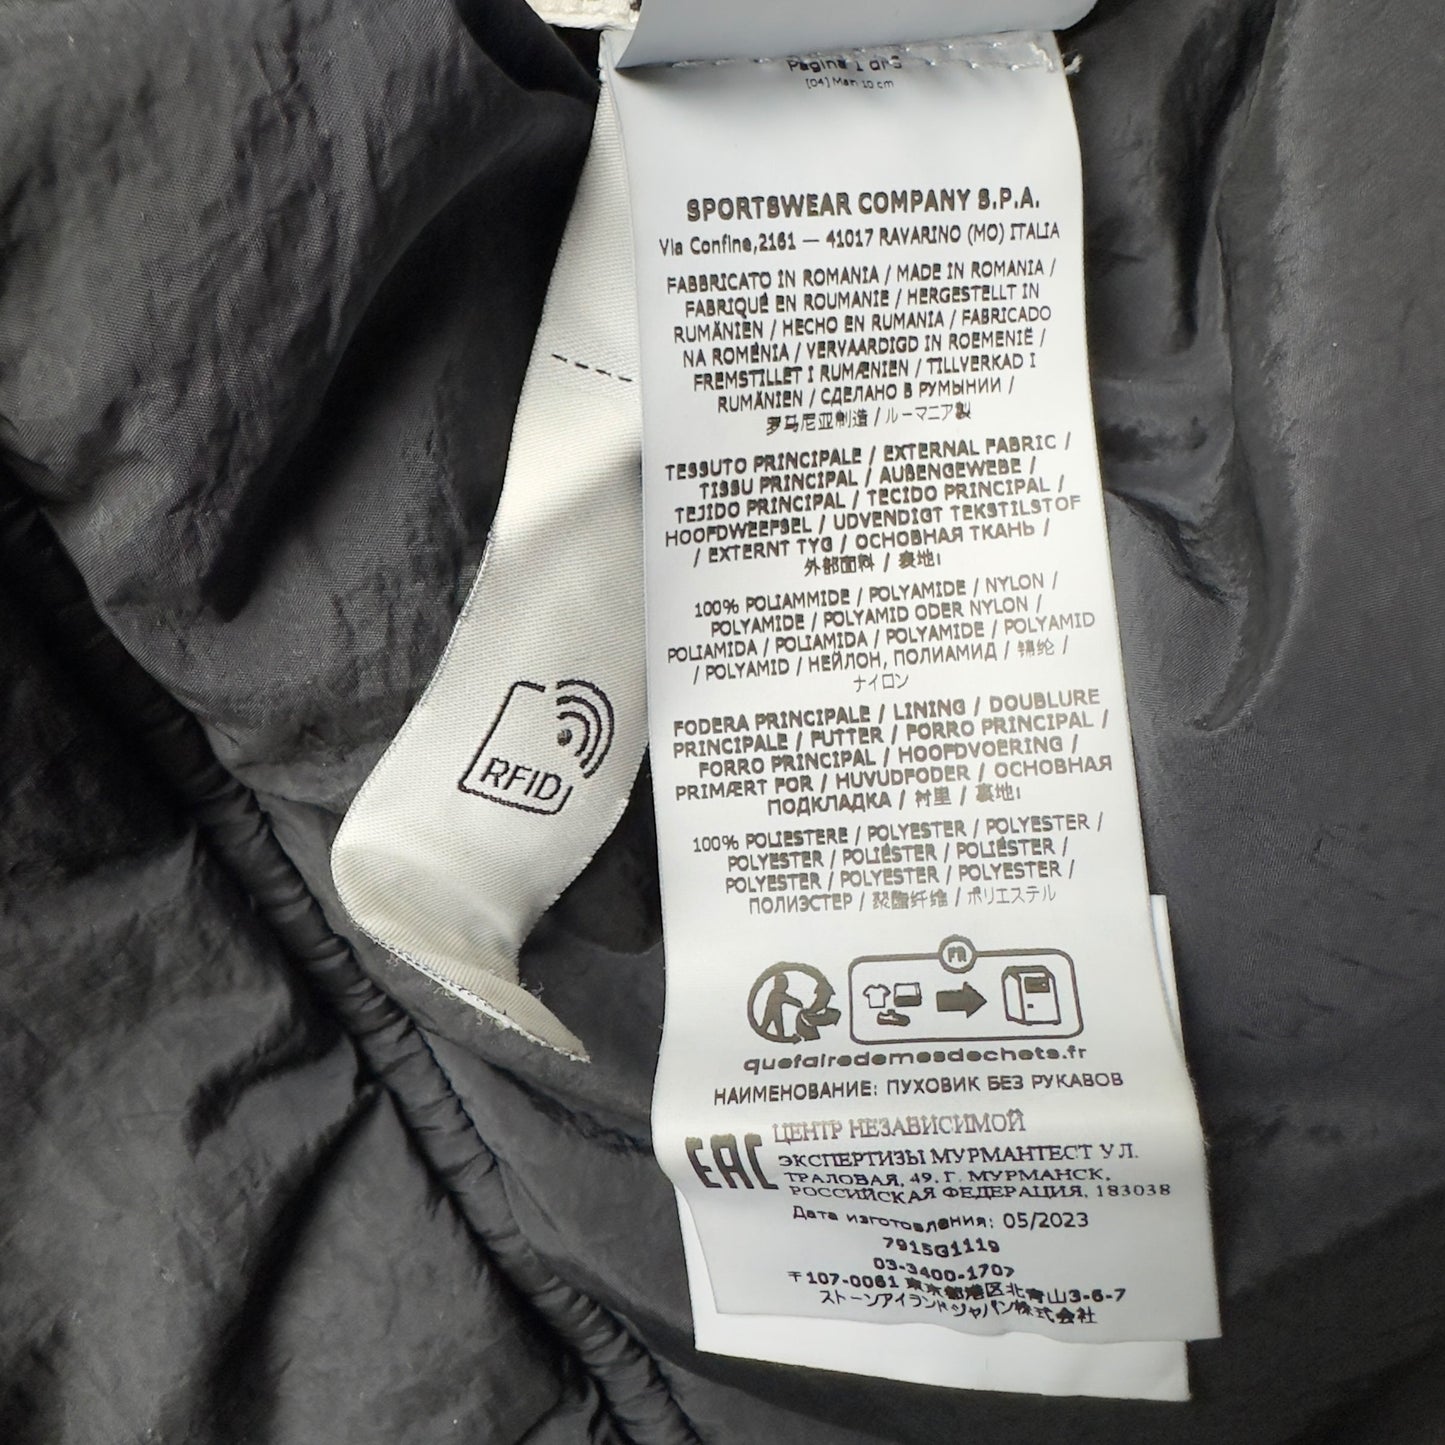 Pagina 1 di 3
[04] Man 10 cm
SPORTSWEAR COMPANY S.P.A.
Via Confine,2161 — 41017 RAVARINO (MO) ITALIA
FABBRICATO IN ROMANIA / MADE IN ROMANIA /
FABRIQUÉ EN ROUMANIE / HERGESTELLT IN
RUMÄNIEN / HECHO EN RUMANIA / FABRICADO
NA ROMÉNIA / VERVAARDIGD IN ROEMENIË /
FREMSTILLET I RUMÆNIEN / TILLVERKAD I
RUMÄNIEN / СДЕЛАНО В РУМЫНИИ /
罗马尼亚制造 / ルーマニア製
TESSUTO PRINCIPALE / EXTERNAL FABRIC /
TISSU PRINCIPAL / AUßENGEWEBE /
TEJIDO PRINCIPAL / TECIDO PRINCIPAL /
HOOFDWEEFSEL / UDVENDIGT TEKSTILSTOF
/ EXTERNT TYG / ОСНОВНАЯ ТКАНЬ /
外部面料 / 表地I
100% POLIAMMIDE / POLYAMIDE / NYLON /
POLYAMIDE / POLYAMID ODER NYLON /
POLIAMIDA / POLIAMIDA / POLYAMIDE / POLYAMID
/ POLYAMID / НЕЙЛОН, ПОЛИАМИД / 锦纶 /
ナイロン
FODERA PRINCIPALE / LINING / DOUBLURE
PRINCIPALE / FUTTER / FORRO PRINCIPAL /
FORRO PRINCIPAL / HOOFDVOERING /
PRIMÆRT FOR / HUVUDFODER / ОСНОВНАЯ
ПОДКЛАДКА / 衬里 / 裏地I
100% POLIESTERE / POLYESTER / POLYESTER /
POLYESTER / POLIÉSTER / POLIÉSTER /
POLYESTER / POLYESTER / POLYESTER /
ПОЛИЭСТЕР / 聚酯纤维 / ポリエステル
FR
quefairedemesdechets.fr
НАИМЕНОВАНИЕ: ПУХОВИК БЕЗ РУКАВОВ
EAC
ЦЕНТР НЕЗАВИСИМОЙ
ЭКСПЕРТИЗЫ МУРМАНТЕСТ УЛ.
ТРАЛОВАЯ, 49. Г. МУРМАНСК,
РОССИЙСКАЯ ФЕДЕРАЦИЯ, 183038
Дата изготовления: 05/2023
7915G1119
03-3400-1707
〒107-0061 東京都港区北青山3-6-7
ストーンアイランドジャパン株式会社
RFID